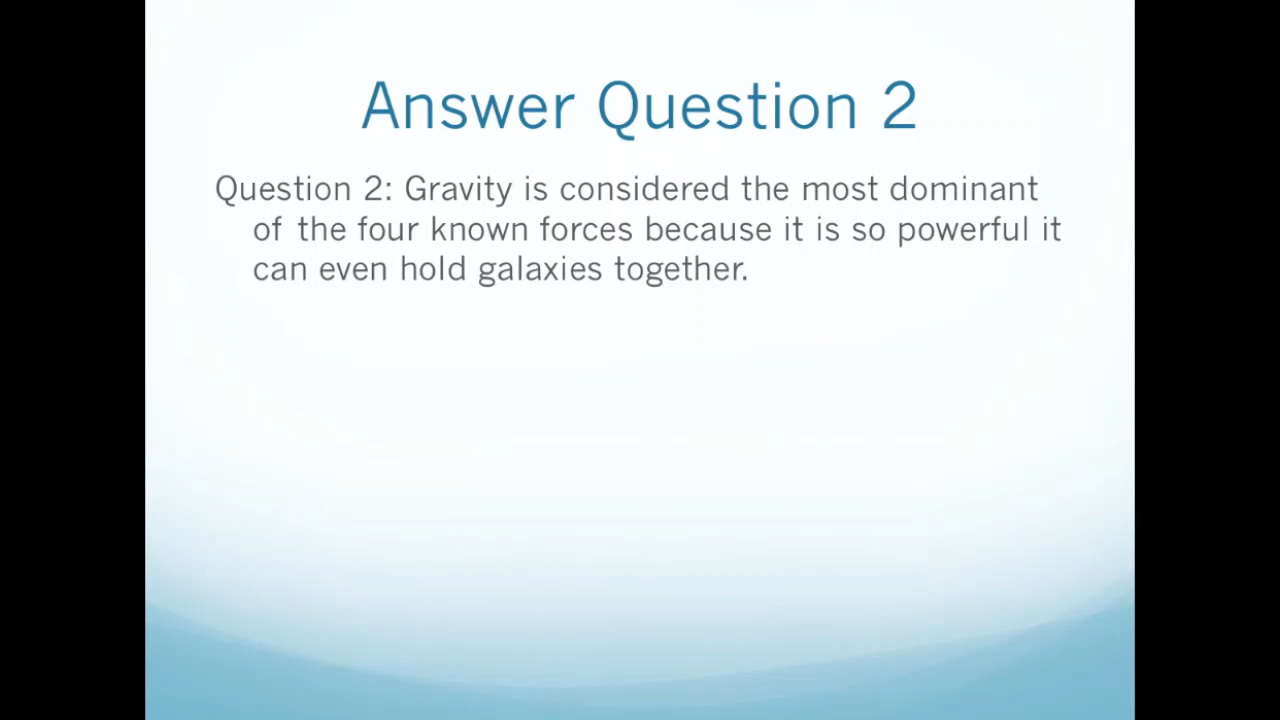 Answer Question 2
Question 2: Gravity is considered the most dominant
of the four known forces because it is so powerful it
can even hold galaxies together.